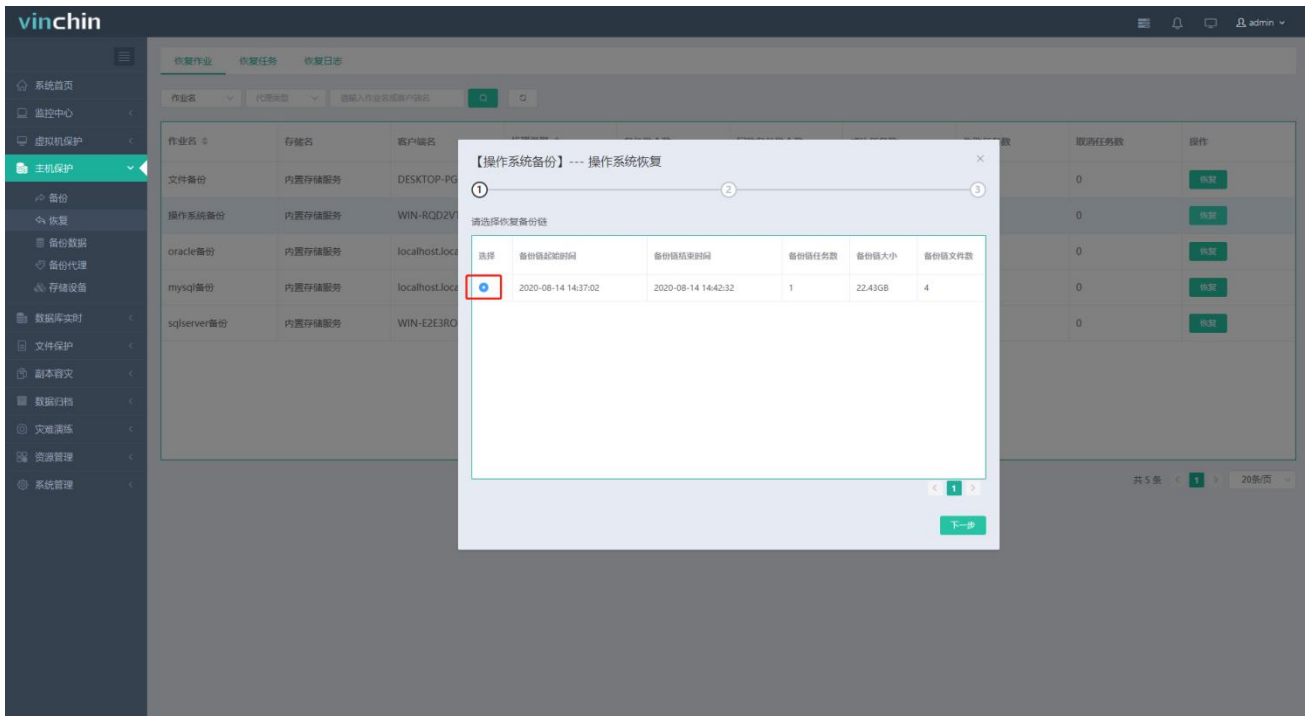 vinchin
admin
恢复作业 恢复任务 恢复日志
系统首页
监控中心
虚拟机保护
主机保护
备份
恢复
备份数据
备份代理
存储设备
数据库实时
文件保护
副本容灾
数据归档
灾难演练
资源管理
系统管理
作业名 代理类型 请输入作业名或客户端名
作业名 存储名 客户端名 取消任务数 操作
文件备份 内置存储服务 DESKTOP-PG 0 恢复
操作系统备份 内置存储服务 WIN-RQD2V 0 恢复
oracle备份 内置存储服务 localhost.loca 0 恢复
mysql备份 内置存储服务 localhost.loca 0 恢复
sqlserver备份 内置存储服务 WIN-E2E3RO 0 恢复
【操作系统备份】--- 操作系统恢复
1 2 3
请选择恢复备份链
选择 备份链起始时间 备份链结束时间 备份链任务数 备份链大小 备份链文件数
2020-08-14 14:37:02 2020-08-14 14:42:32 1 22.43GB 4
1
下一步
共 5 条 1 20条/页